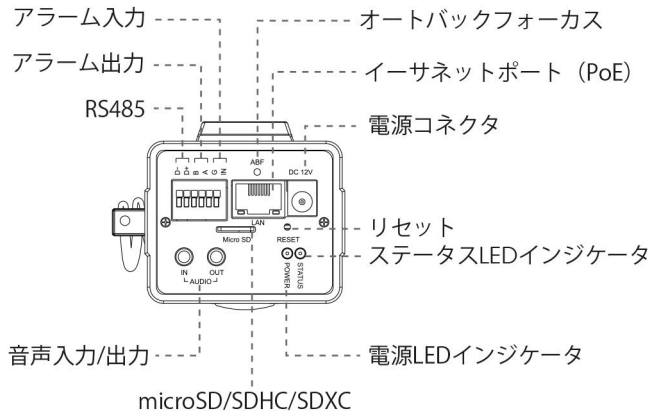 アラーム入力
オートバックフォーカス
アラーム出力
イーサネットポート（PoE）
RS485
電源コネクタ
D- D+ B A G IN
ABF
DC 12V
LAN
Micro SD
RESET
リセット
ステータスLEDインジケータ
IN OUT
AUDIO
POWER
STATUS
音声入力/出力
電源LEDインジケータ
microSD/SDHC/SDXC